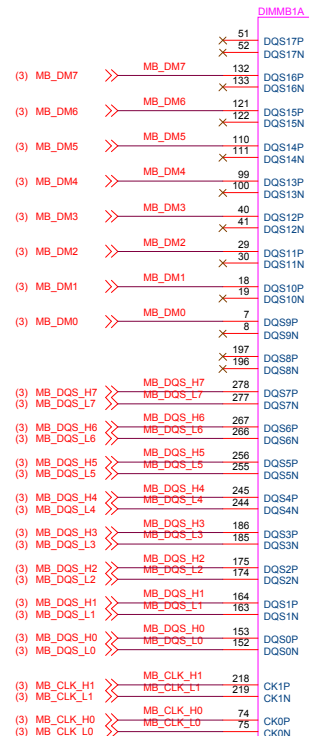 DIMMB1A
51 DQS17P
52 DQS17N
(3) MB_DM7 MB_DM7 132 DQS16P
133 DQS16N
(3) MB_DM6 MB_DM6 121 DQS15P
122 DQS15N
(3) MB_DM5 MB_DM5 110 DQS14P
111 DQS14N
(3) MB_DM4 MB_DM4 99 DQS13P
100 DQS13N
(3) MB_DM3 MB_DM3 40 DQS12P
41 DQS12N
(3) MB_DM2 MB_DM2 29 DQS11P
30 DQS11N
(3) MB_DM1 MB_DM1 18 DQS10P
19 DQS10N
(3) MB_DM0 MB_DM0 7 DQS9P
8 DQS9N
197 DQS8P
196 DQS8N
(3) MB_DQS_H7 MB_DQS_H7 278 DQS7P
(3) MB_DQS_L7 MB_DQS_L7 277 DQS7N
(3) MB_DQS_H6 MB_DQS_H6 267 DQS6P
(3) MB_DQS_L6 MB_DQS_L6 266 DQS6N
(3) MB_DQS_H5 MB_DQS_H5 256 DQS5P
(3) MB_DQS_L5 MB_DQS_L5 255 DQS5N
(3) MB_DQS_H4 MB_DQS_H4 245 DQS4P
(3) MB_DQS_L4 MB_DQS_L4 244 DQS4N
(3) MB_DQS_H3 MB_DQS_H3 186 DQS3P
(3) MB_DQS_L3 MB_DQS_L3 185 DQS3N
(3) MB_DQS_H2 MB_DQS_H2 175 DQS2P
(3) MB_DQS_L2 MB_DQS_L2 174 DQS2N
(3) MB_DQS_H1 MB_DQS_H1 164 DQS1P
(3) MB_DQS_L1 MB_DQS_L1 163 DQS1N
(3) MB_DQS_H0 MB_DQS_H0 153 DQS0P
(3) MB_DQS_L0 MB_DQS_L0 152 DQS0N
(3) MB_CLK_H1 MB_CLK_H1 218 CK1P
(3) MB_CLK_L1 MB_CLK_L1 219 CK1N
(3) MB_CLK_H0 MB_CLK_H0 74 CK0P
(3) MB_CLK_L0 MB_CLK_L0 75 CK0N